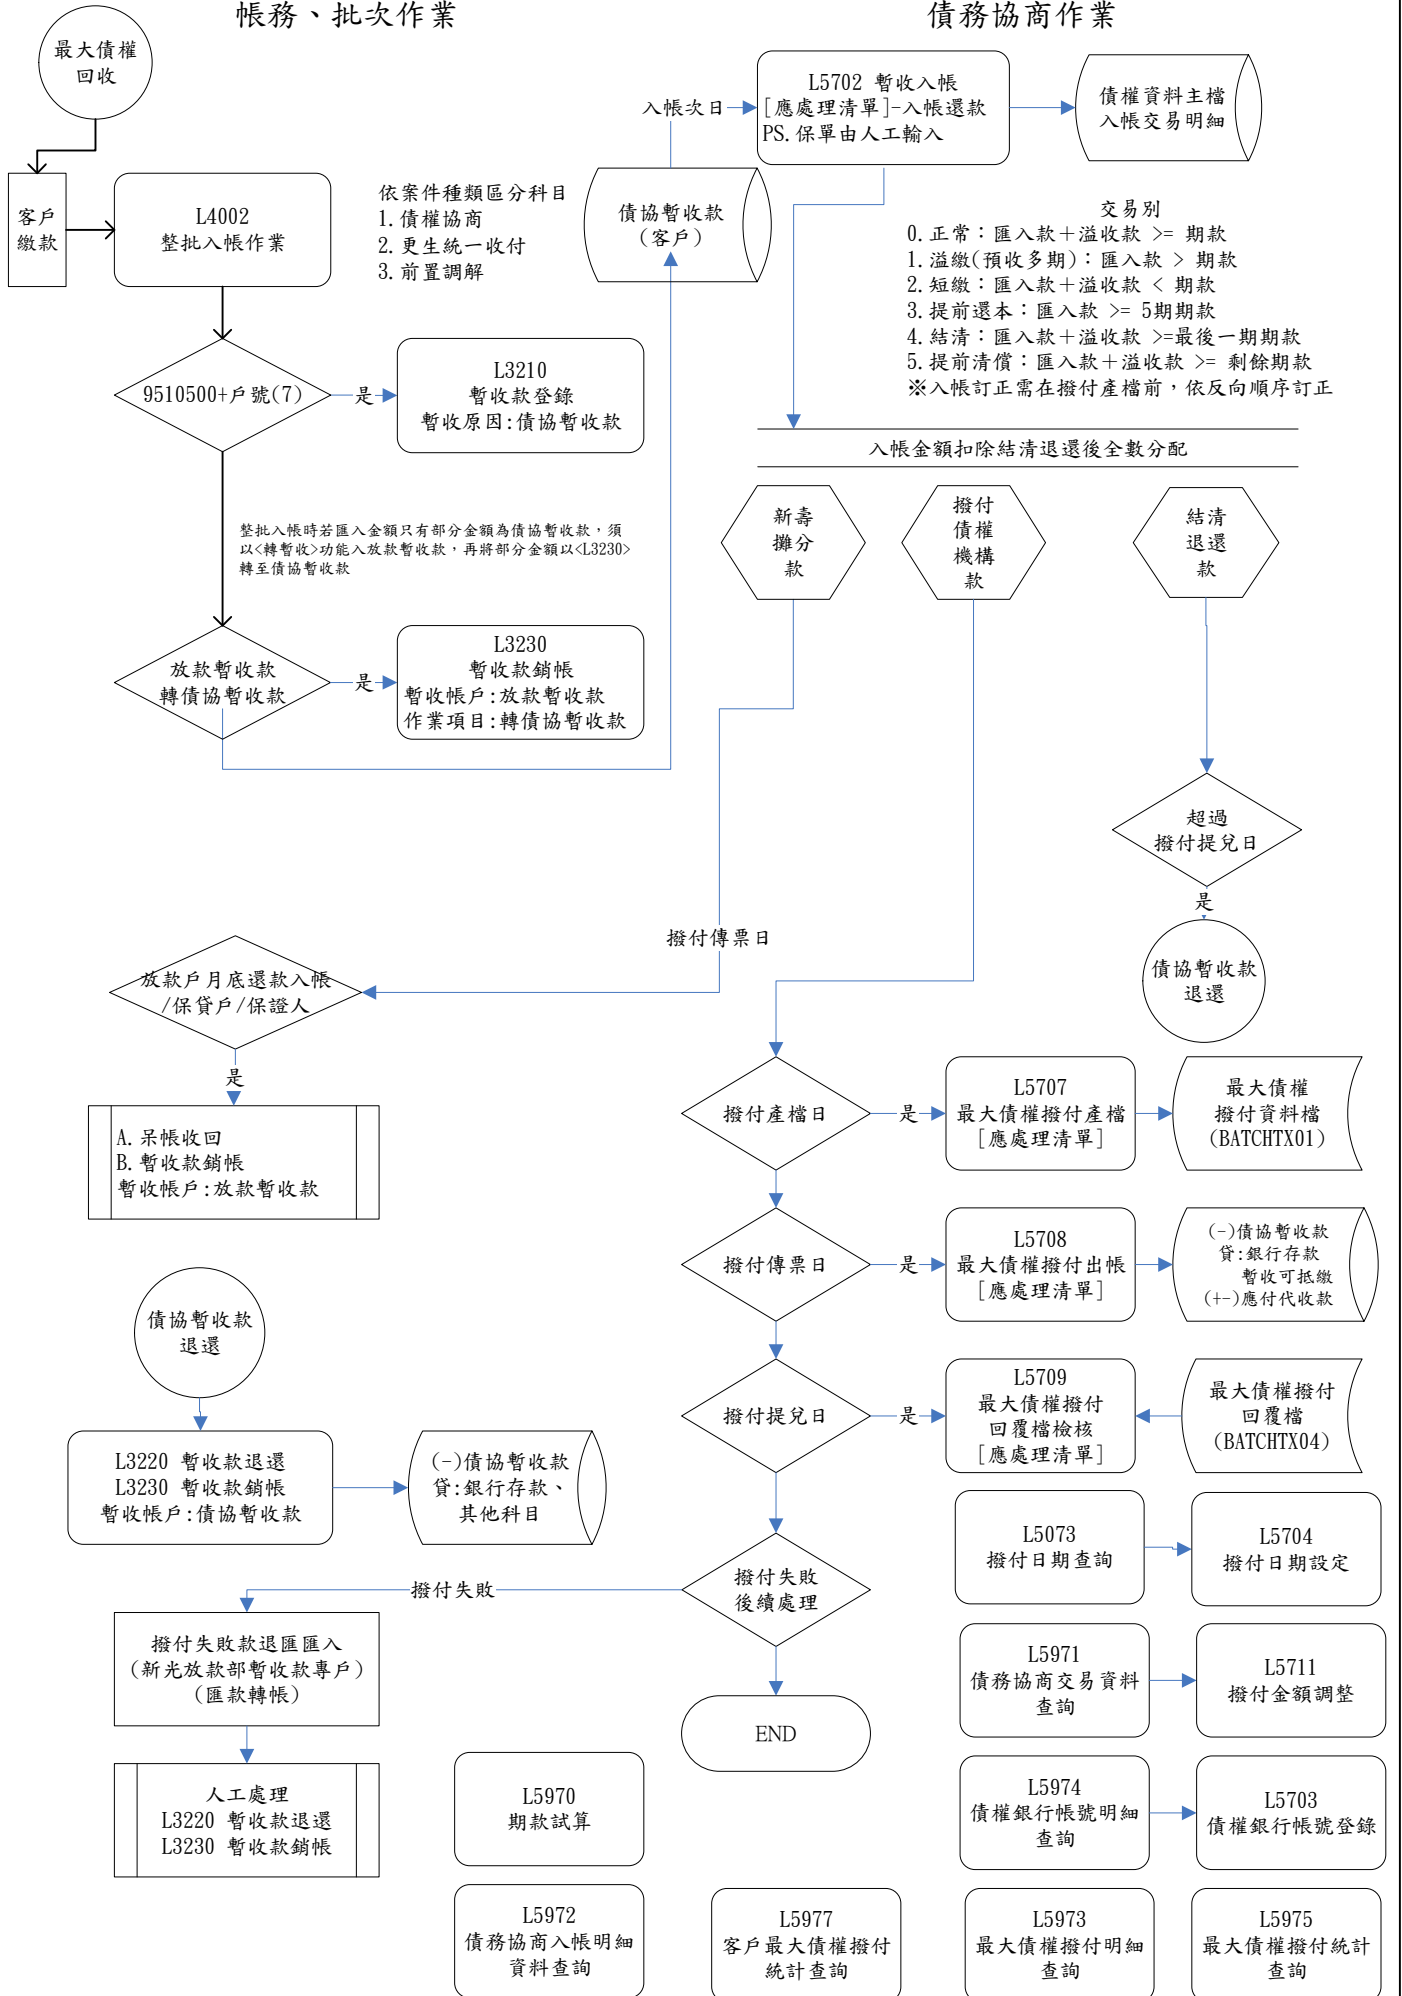 帳務、批次作業
債務協商作業
最大債權
回收
客戶
繳款
L4002
整批入帳作業
依案件種類區分科目
1.債權協商
2.更生統一收付
3.前置調解
債協暫收款
(客戶)
入帳次日
L5702 暫收入帳
[應處理清單]-入帳還款
PS.保單由人工輸入
債權資料主檔
入帳交易明細
交易別
0.正常：匯入款＋溢收款 >= 期款
1.溢繳(預收多期)：匯入款 > 期款
2.短繳：匯入款＋溢收款 < 期款
3.提前還本：匯入款 >= 5期期款
4.結清：匯入款＋溢收款 >=最後一期期款
5.提前清償：匯入款＋溢收款 >= 剩餘期款
※入帳訂正需在撥付產檔前，依反向順序訂正
9510500+戶號(7)
是
L3210
暫收款登錄
暫收原因:債協暫收款
入帳金額扣除結清退還後全數分配
新壽
攤分
款
撥付
債權
機構
款
結清
退還
款
整批入帳時若匯入金額只有部分金額為債協暫收款，須
以<轉暫收>功能入放款暫收款，再將部分金額以<L3230>
轉至債協暫收款
放款暫收款
轉債協暫收款
是
L3230
暫收款銷帳
暫收帳戶:放款暫收款
作業項目:轉債協暫收款
超過
撥付提兌日
是
債協暫收款
退還
撥付傳票日
放款戶月底還款入帳
/保貸戶/保證人
是
A.呆帳收回
B.暫收款銷帳
暫收帳戶:放款暫收款
撥付產檔日
是
L5707
最大債權撥付產檔
[應處理清單]
最大債權
撥付資料檔
(BATCHTX01)
撥付傳票日
是
L5708
最大債權撥付出帳
[應處理清單]
(-)債協暫收款
貸:銀行存款
暫收可抵繳
(+-)應付代收款
債協暫收款
退還
撥付提兌日
是
L5709
最大債權撥付
回覆檔檢核
[應處理清單]
最大債權撥付
回覆檔
(BATCHTX04)
L3220 暫收款退還
L3230 暫收款銷帳
暫收帳戶:債協暫收款
(-)債協暫收款
貸:銀行存款、
其他科目
L5073
撥付日期查詢
L5704
撥付日期設定
撥付失敗
後續處理
撥付失敗
撥付失敗款退匯匯入
(新光放款部暫收款專戶)
(匯款轉帳)
L5971
債務協商交易資料
查詢
L5711
撥付金額調整
END
人工處理
L3220 暫收款退還
L3230 暫收款銷帳
L5970
期款試算
L5974
債權銀行帳號明細
查詢
L5703
債權銀行帳號登錄
L5972
債務協商入帳明細
資料查詢
L5977
客戶最大債權撥付
統計查詢
L5973
最大債權撥付明細
查詢
L5975
最大債權撥付統計
查詢